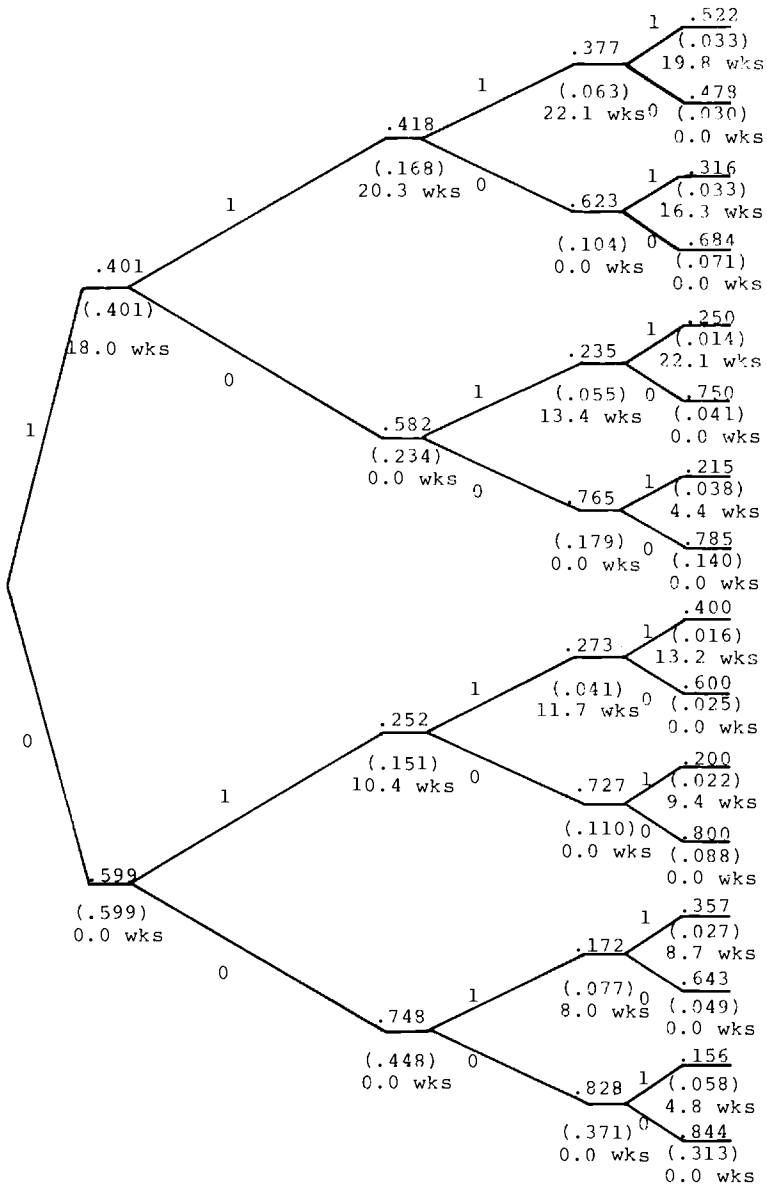 1 .522
(.033)
19.8 wks
.377
1
(.063)
22.1 wks 0
.478
(.030)
0.0 wks
.418
(.168)
20.3 wks 0
1
.623
(.104)
0.0 wks
1 .316
(.033)
16.3 wks
0 .684
(.071)
0.0 wks
1
.401
(.401)
18.0 wks
0
1
.582
(.234)
0.0 wks
1
.235
(.055)
13.4 wks
1 .250
(.014)
22.1 wks
0 .750
(.041)
0.0 wks
0
.765
(.179)
0.0 wks
1 .215
(.038)
4.4 wks
0 .785
(.140)
0.0 wks
0
1
.252
(.151)
10.4 wks
1
.273
(.041)
11.7 wks
1 .400
(.016)
13.2 wks
0 .600
(.025)
0.0 wks
0
.727
(.110)
0.0 wks
1 .200
(.022)
9.4 wks
0 .800
(.088)
0.0 wks
.599
(.599)
0.0 wks
0
.748
(.448)
0.0 wks
1
.172
(.077)
8.0 wks
1 .357
(.027)
8.7 wks
0 .643
(.049)
0.0 wks
0
.828
(.371)
0.0 wks
1 .156
(.058)
4.8 wks
0 .844
(.313)
0.0 wks